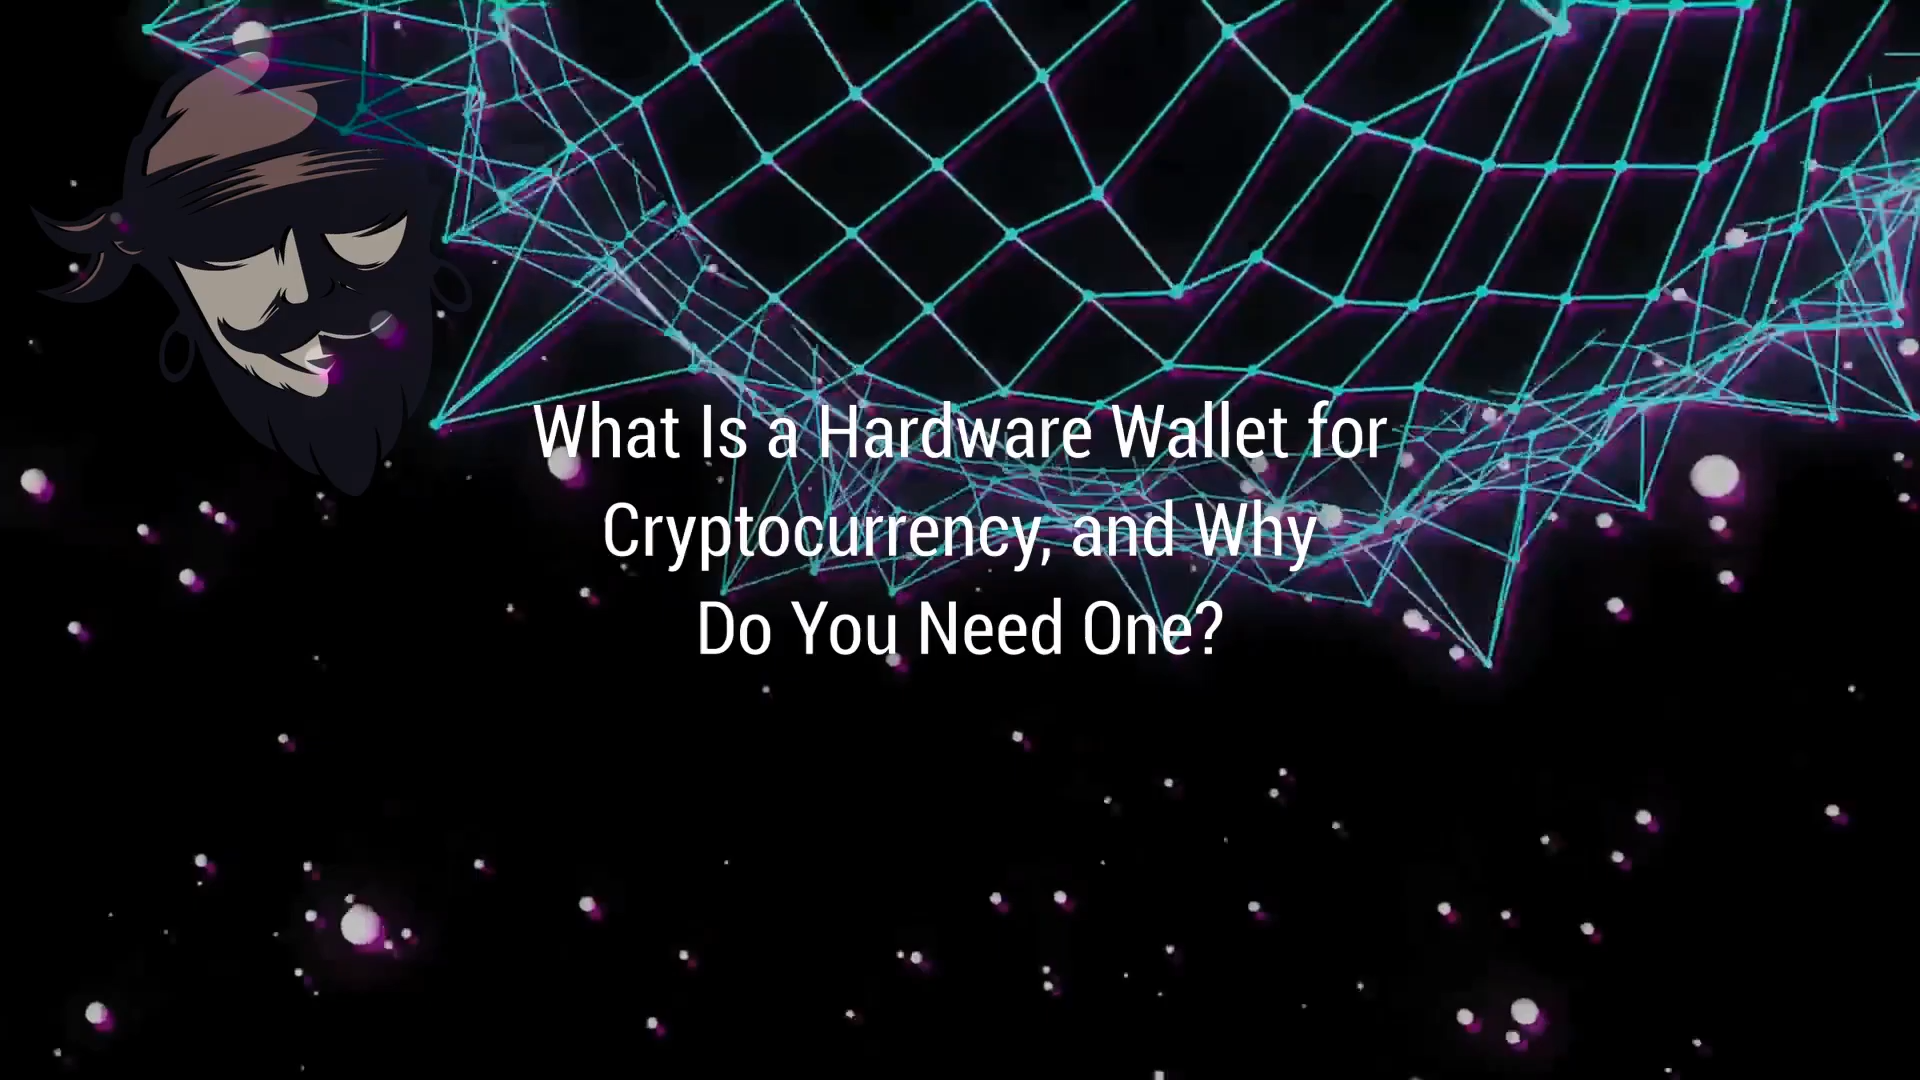 What Is a Hardware Wallet for
Cryptocurrency, and Why
Do You Need One?